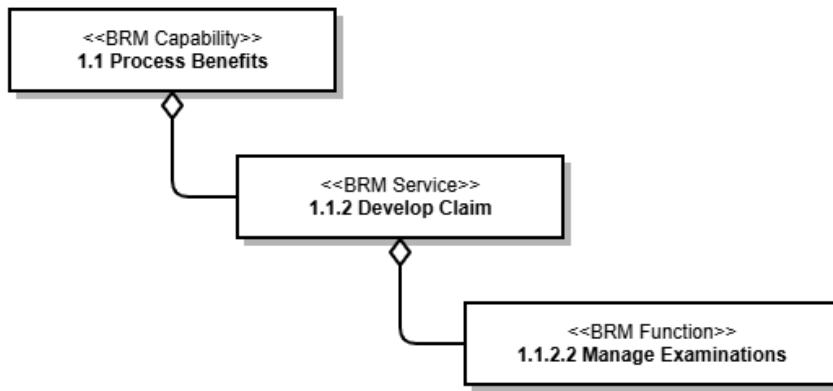 <<BRM Capability>>
1.1 Process Benefits
<<BRM Service>>
1.1.2 Develop Claim
<<BRM Function>>
1.1.2.2 Manage Examinations